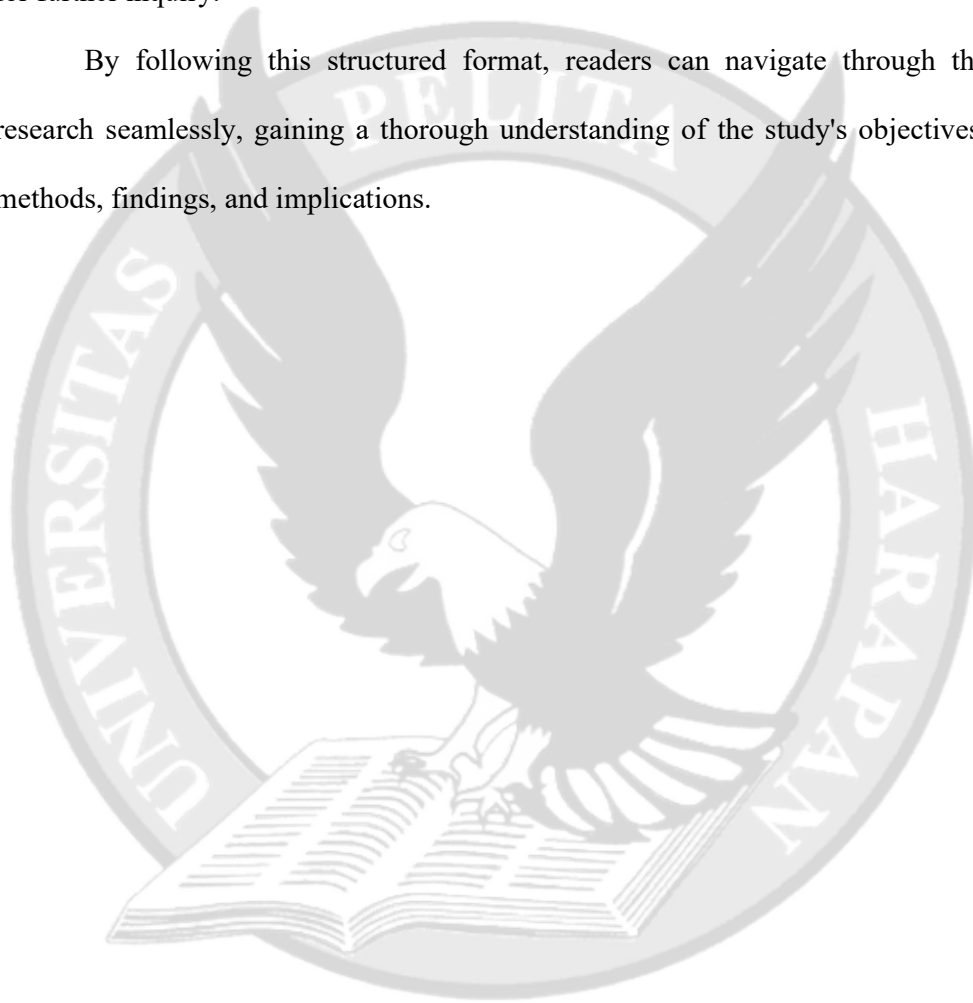 for further inquiry.
By following this structured format, readers can navigate through th
research seamlessly, gaining a thorough understanding of the study's objectives
methods, findings, and implications.
UNIVERSITAS PELITA HARAPAN